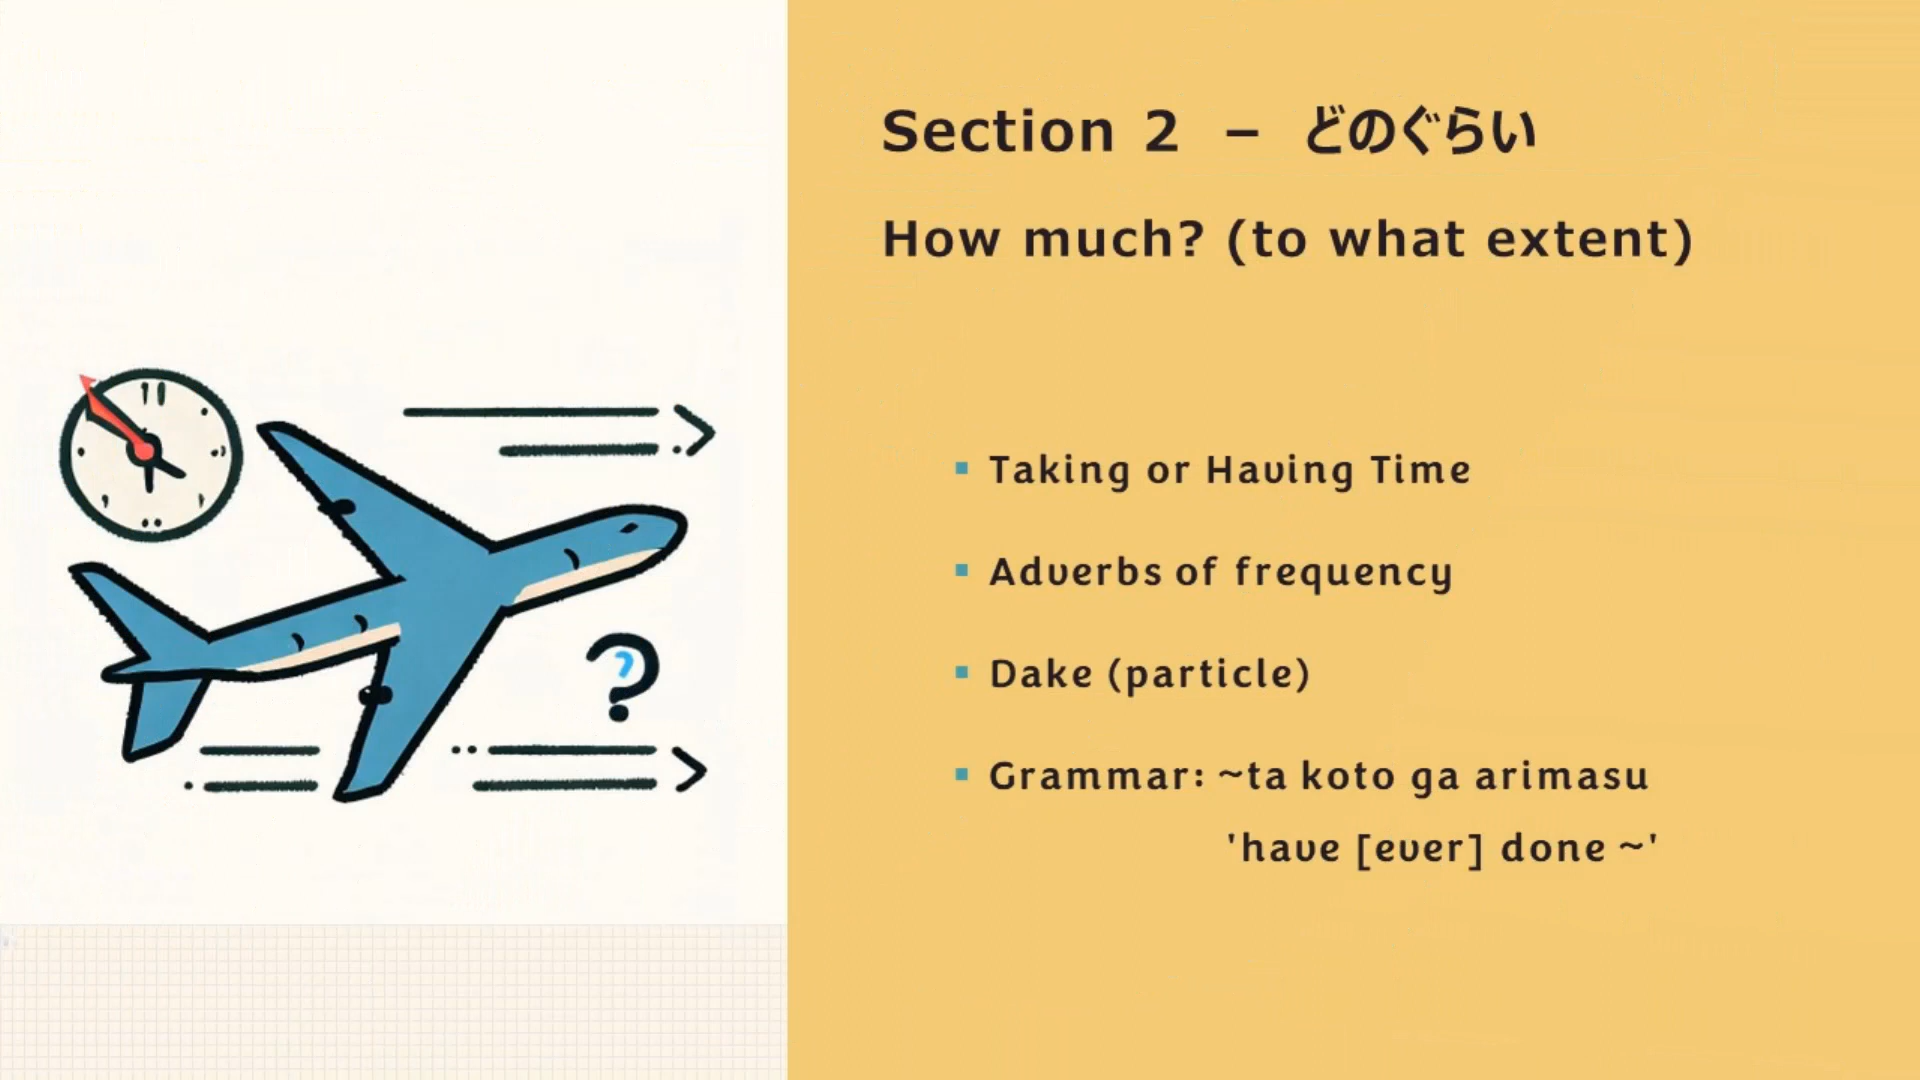 Section 2 – どのぐらい
How much? (to what extent)
▪ Taking or Having Time
▪ Adverbs of frequency
▪ Dake (particle)
▪ Grammar: ~ta koto ga arimasu
'have [ever] done ~'
?